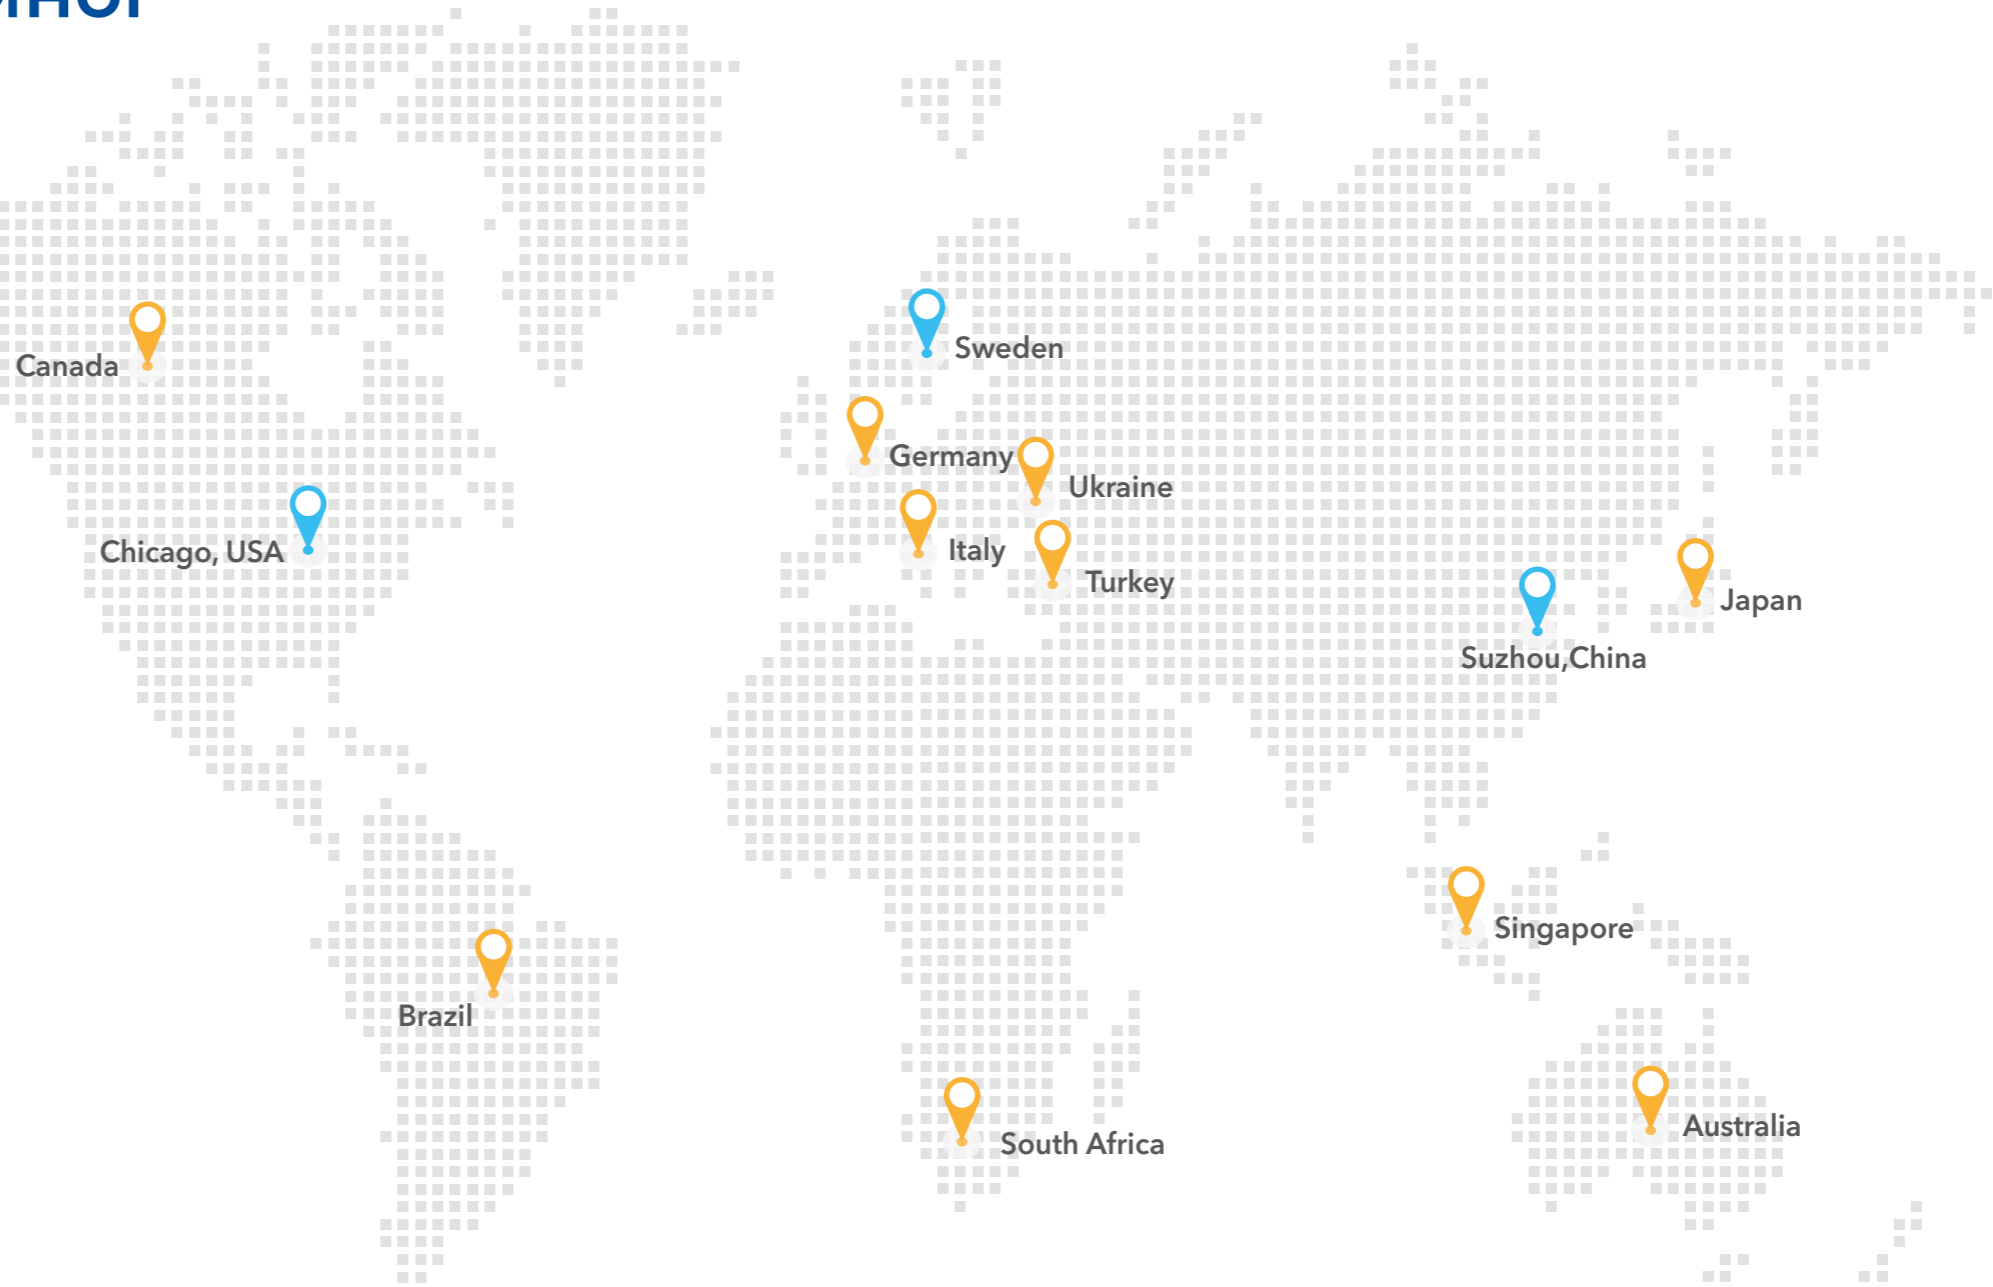 Sweden
Canada
Germany
Ukraine
Chicago, USA
Italy
Turkey
Japan
Suzhou,China
Singapore
Brazil
Australia
South Africa